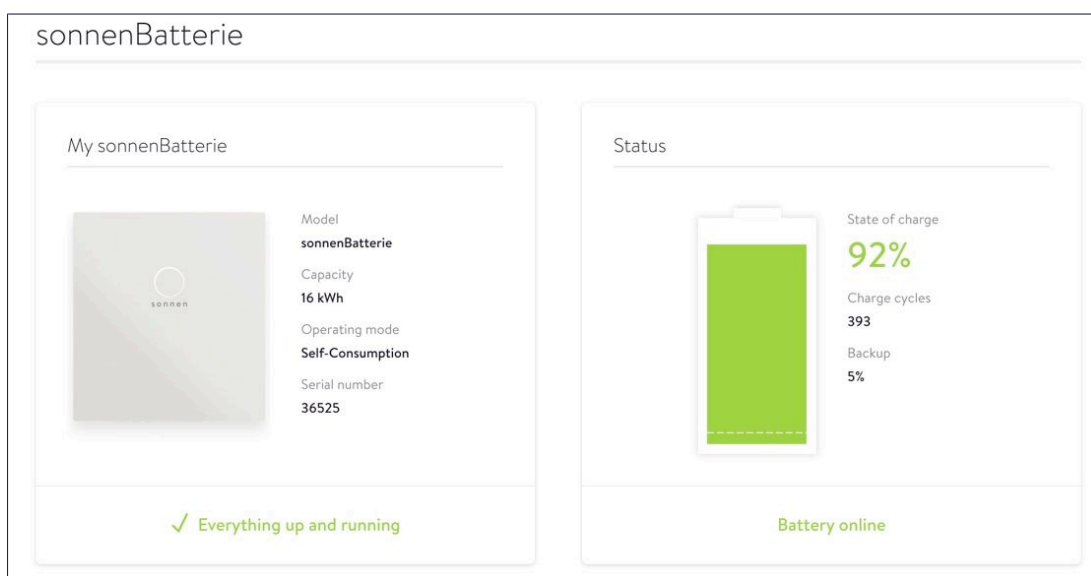 sonnenBatterie
My sonnenBatterie
sonnen
Model
sonnenBatterie
Capacity
16 kWh
Operating mode
Self-Consumption
Serial number
36525
Everything up and running
Status
State of charge
92%
Charge cycles
393
Backup
5%
Battery online